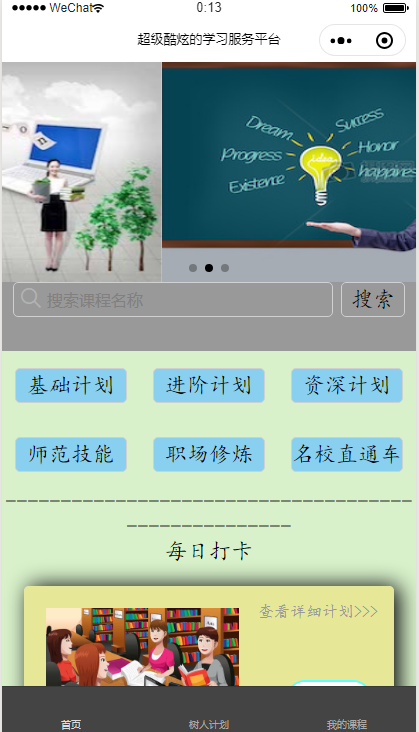 WeChat 0:13 100%
超级酷炫的学习服务平台
Dream Success
Progress idea Honor
Existence happines
搜索课程名称 搜索
基础计划 进阶计划 资深计划
师范技能 职场修炼 名校直通车
每日打卡
查看详细计划>>>
首页 树人计划 我的课程